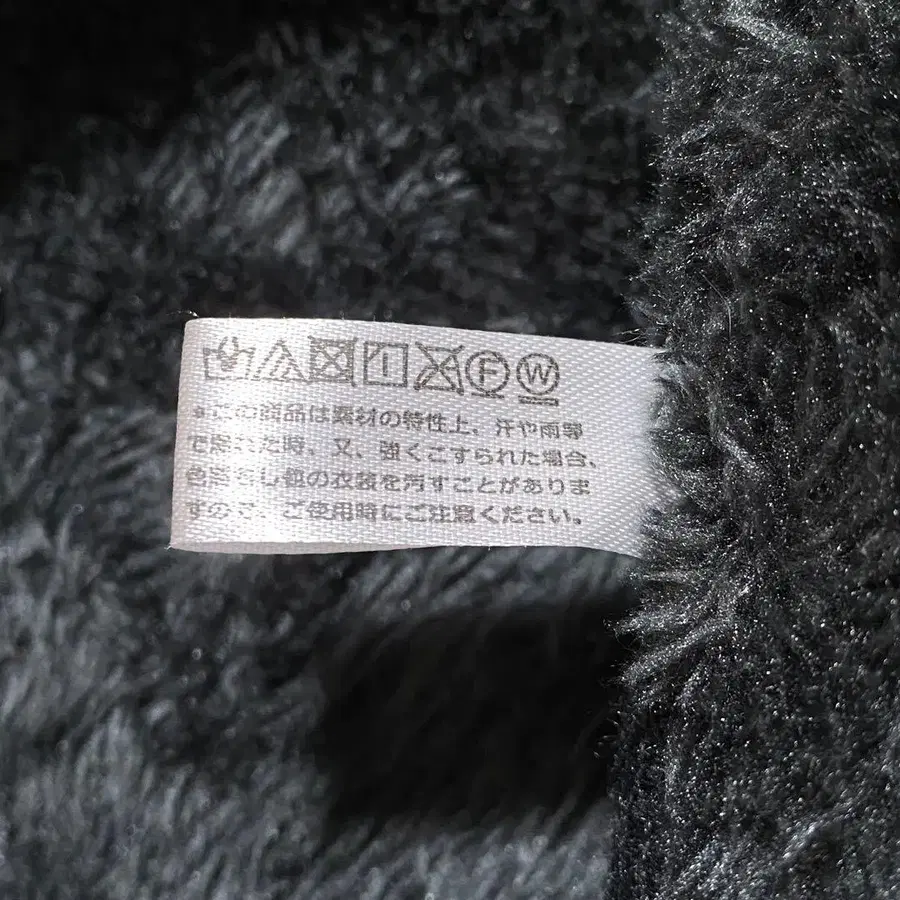 Ⓕ Ⓦ
*この商品は素材の特性上、汗や雨等
で濡れた時、又、強くこすられた場合、
色落ちし他の衣装を汚すことがありま
すので、ご使用時にご注意ください。